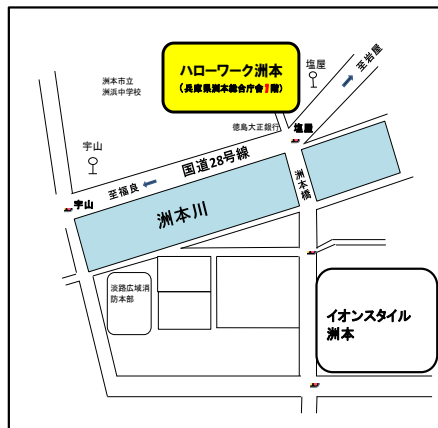 ハローワーク洲本
(兵庫県洲本総合庁舎1階)
塩屋
至岩屋
洲本市立
洲浜中学校
徳島大正銀行
塩屋
宇山
国道28号線
至福良
宇山
洲本橋
洲本川
淡路広域消
防本部
イオンスタイル
洲本